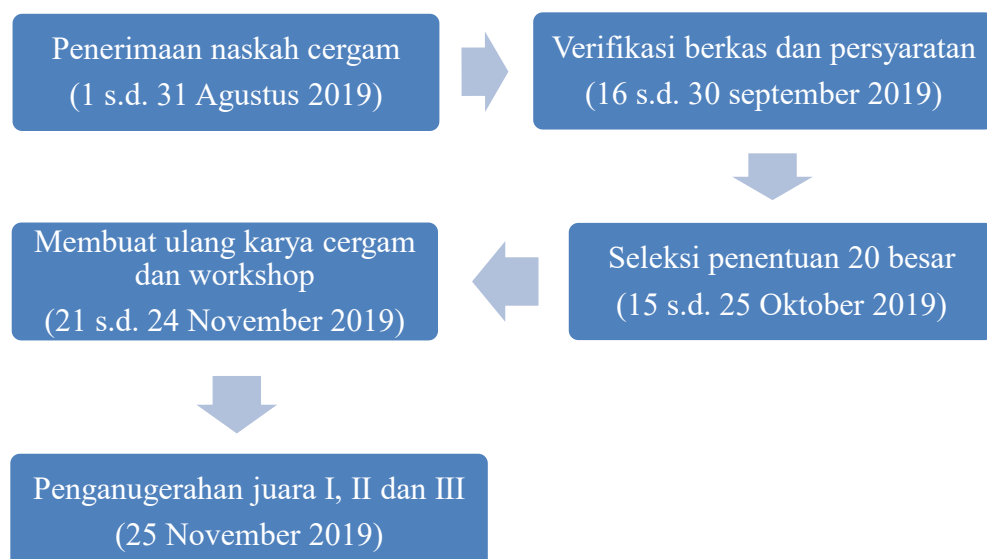 Penerimaan naskah cergam
(1 s.d. 31 Agustus 2019)
Verifikasi berkas dan persyaratan
(16 s.d. 30 september 2019)
Seleksi penentuan 20 besar
(15 s.d. 25 Oktober 2019)
Membuat ulang karya cergam
dan workshop
(21 s.d. 24 November 2019)
Penganugerahan juara I, II dan III
(25 November 2019)